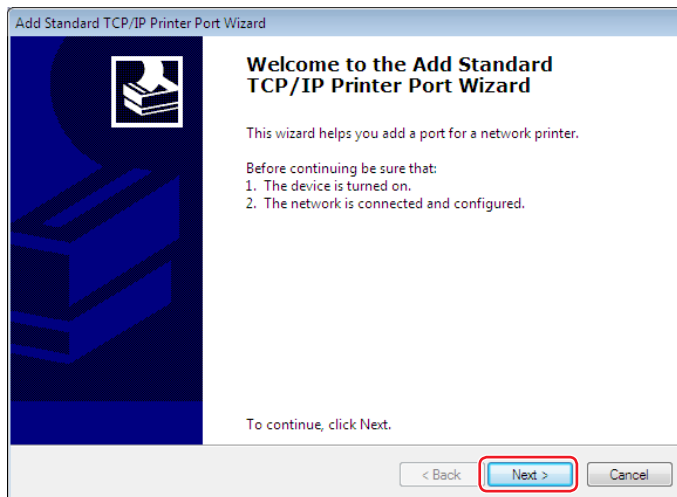 Add Standard TCP/IP Printer Port Wizard
Welcome to the Add Standard
TCP/IP Printer Port Wizard
This wizard helps you add a port for a network printer.
Before continuing be sure that:
1. The device is turned on.
2. The network is connected and configured.
To continue, click Next.
< Back
Next >
Cancel